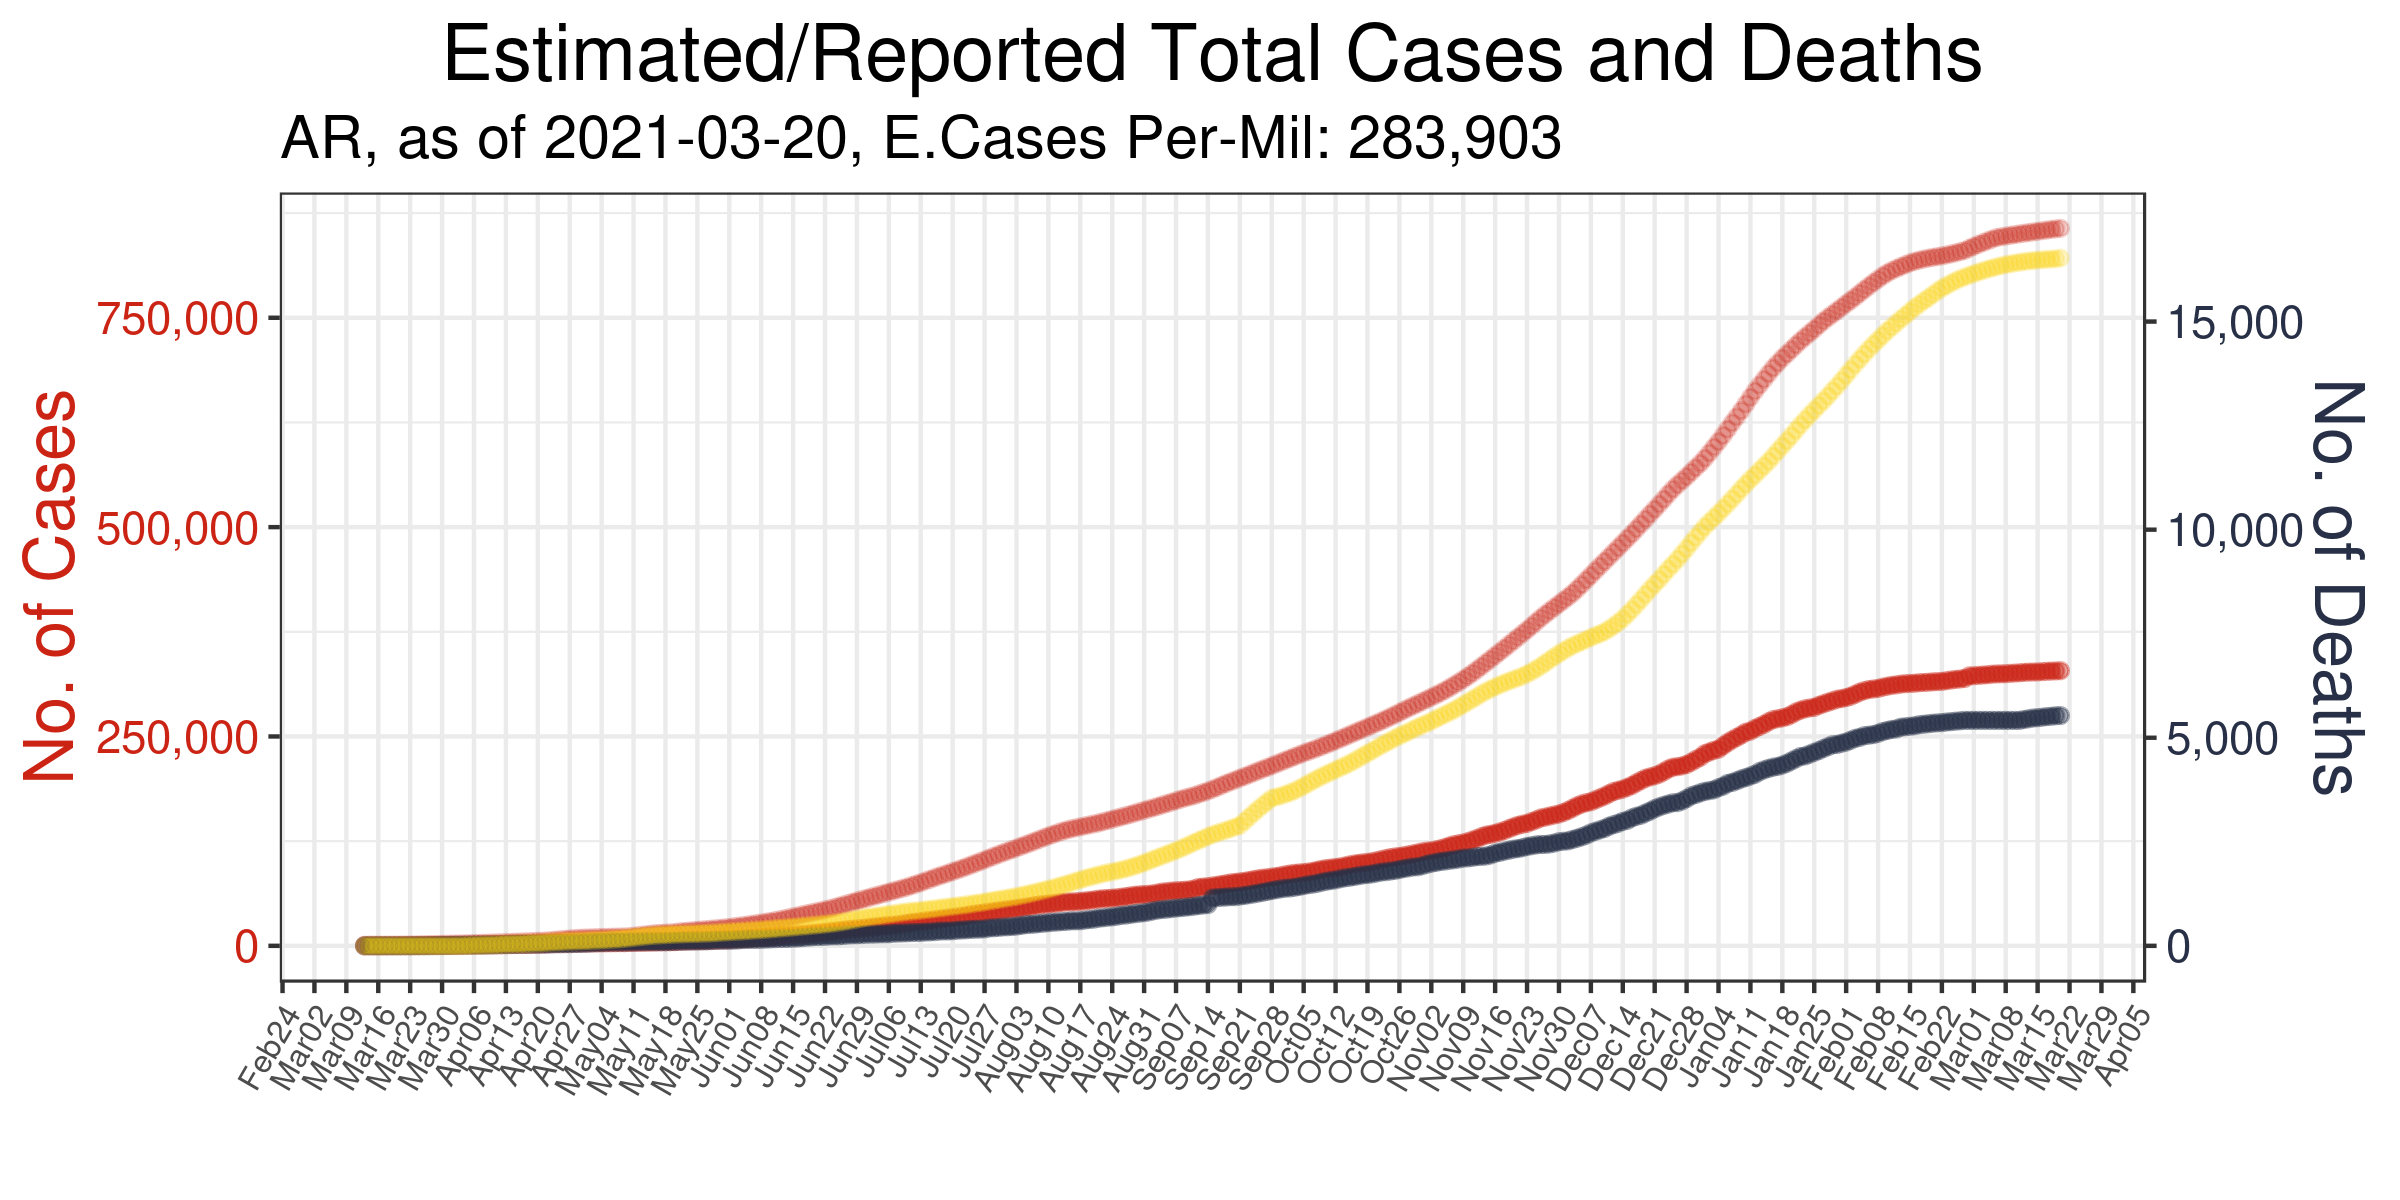 Estimated/Reported Total Cases and Deaths
AR, as of 2021-03-20, E.Cases Per-Mil: 283,903
No. of Cases
750,000
500,000
250,000
0
15,000
10,000
5,000
0
No. of Deaths
Feb24
Mar02
Mar09
Mar16
Mar23
Mar30
Apr06
Apr13
Apr20
Apr27
May04
May11
May18
May25
Jun01
Jun08
Jun15
Jun22
Jun29
Jul06
Jul13
Jul20
Jul27
Aug03
Aug10
Aug17
Aug24
Aug31
Sep07
Sep14
Sep21
Sep28
Oct05
Oct12
Oct19
Oct26
Nov02
Nov09
Nov16
Nov23
Nov30
Dec07
Dec14
Dec21
Dec28
Jan04
Jan11
Jan18
Jan25
Feb01
Feb08
Feb15
Feb22
Mar01
Mar08
Mar15
Mar22
Mar29
Apr05